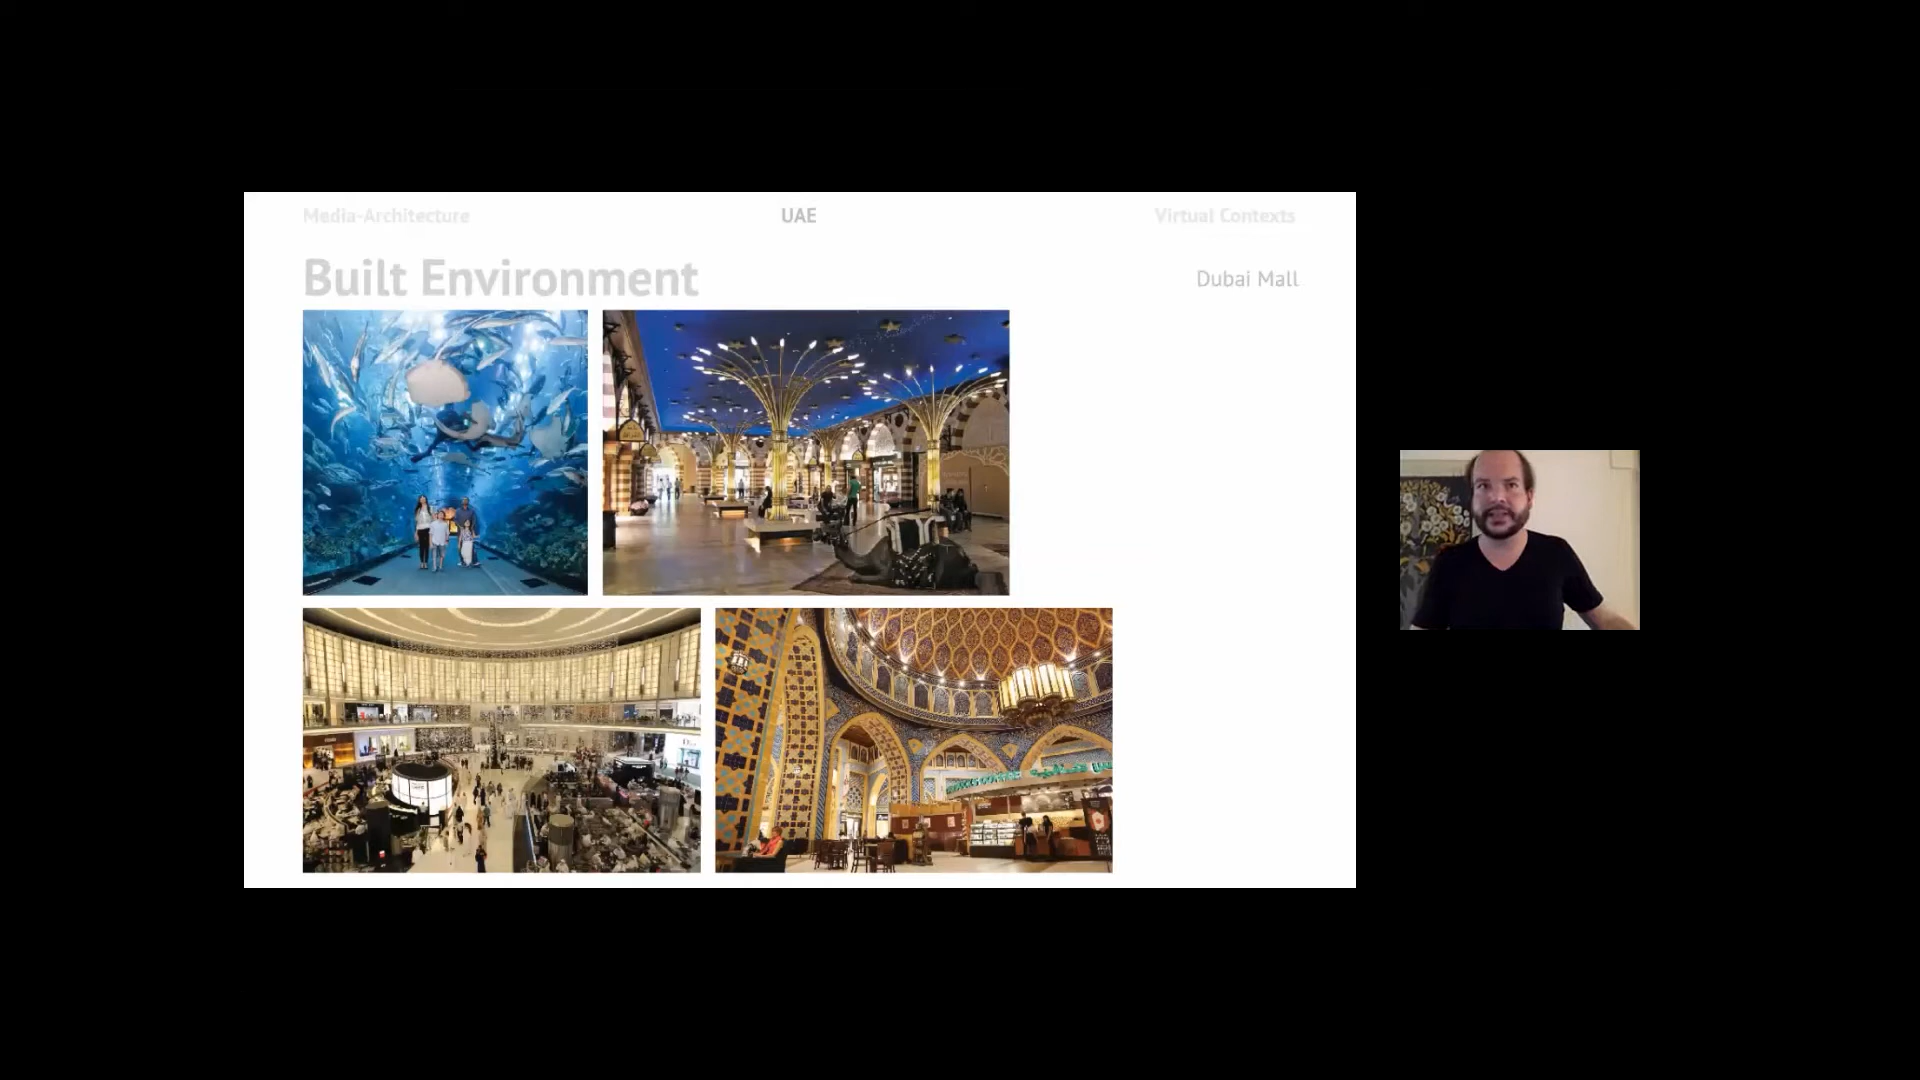 Media-Architecture
UAE
Virtual Contexts
Built Environment
Dubai Mall